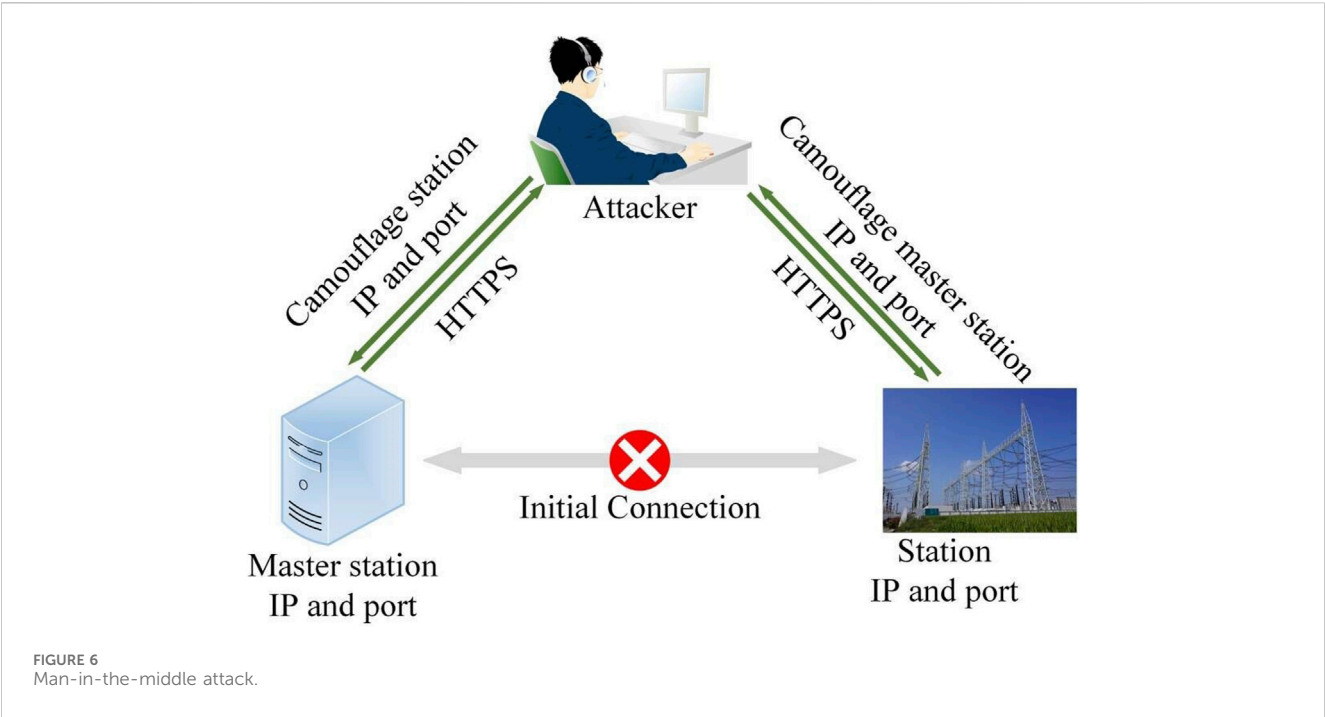 Attacker
Camouflage station
IP and port
HTTPS
Camouflage master station
IP and port
HTTPS
Initial Connection
Master station
IP and port
Station
IP and port
FIGURE 6
Man-in-the-middle attack.